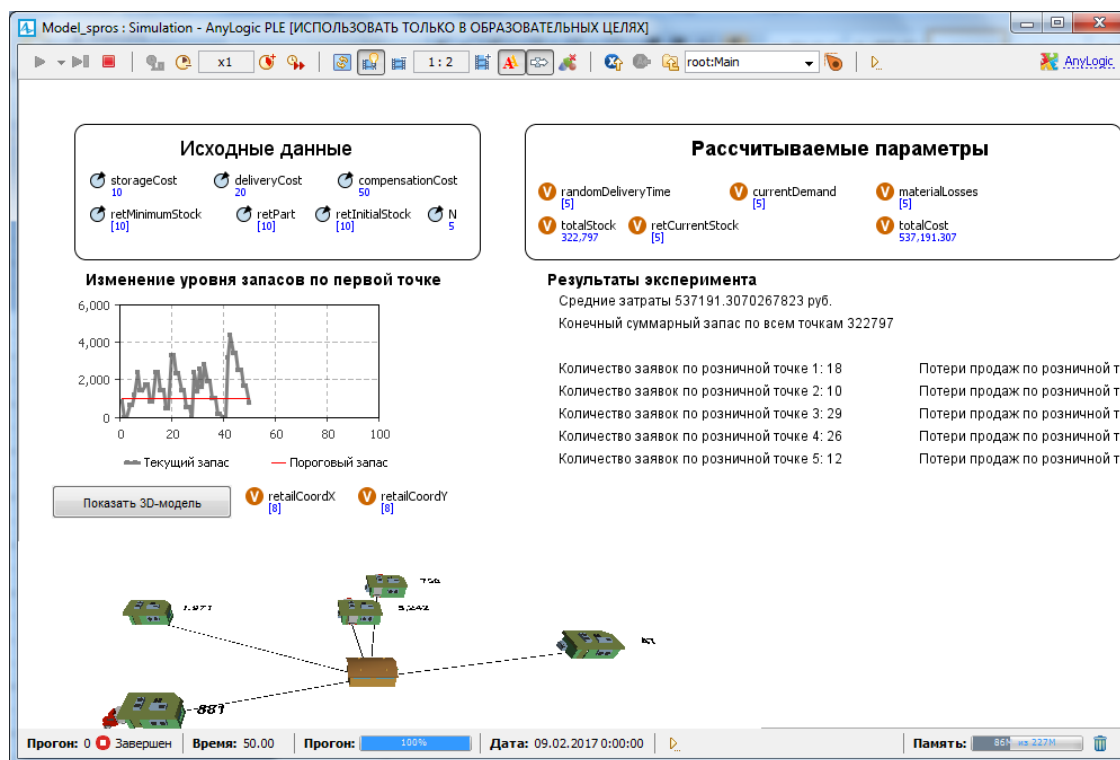 Model_spros : Simulation - AnyLogic PLE [ИСПОЛЬЗОВАТЬ ТОЛЬКО В ОБРАЗОВАТЕЛЬНЫХ ЦЕЛЯХ]
x1 1:2 root:Main AnyLogic
Исходные данные
storageCost deliveryCost compensationCost
10 20 50
retMinimumStock retPart retInitialStock N
[10] [10] [10] 5
Рассчитываемые параметры
randomDeliveryTime currentDemand materialLosses
[5] [5] [5]
totalStock retCurrentStock totalCost
322,797 [5] 537,191.307
Изменение уровня запасов по первой точке
6,000
4,000
2,000
0
0 20 40 60 80 100
Текущий запас Пороговый запас
Результаты эксперимента
Средние затраты 537191.3070267823 руб.
Конечный суммарный запас по всем точкам 322797
Количество заявок по розничной точке 1: 18 Потери продаж по розничной т
Количество заявок по розничной точке 2: 10 Потери продаж по розничной т
Количество заявок по розничной точке 3: 29 Потери продаж по розничной т
Количество заявок по розничной точке 4: 26 Потери продаж по розничной т
Количество заявок по розничной точке 5: 12 Потери продаж по розничной т
Показать 3D-модель retailCoordX retailCoordY
[8] [8]
1,971
881
Прогон: 0 Завершен Время: 50.00 Прогон: 100% Дата: 09.02.2017 0:00:00 Память: 86M из 227M